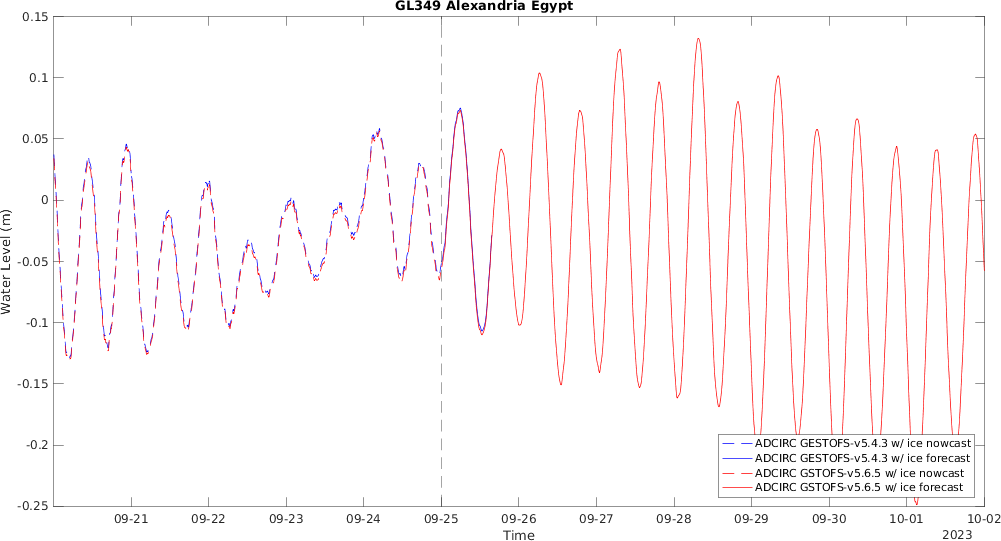 GL349 Alexandria Egypt
0.15
0.1
0.05
0
-0.05
-0.1
-0.15
-0.2
-0.25
Water Level (m)
ADCIRC GESTOFS-v5.4.3 w/ ice nowcast
ADCIRC GESTOFS-v5.4.3 w/ ice forecast
ADCIRC GSTOFS-v5.6.5 w/ ice nowcast
ADCIRC GSTOFS-v5.6.5 w/ ice forecast
09-21 09-22 09-23 09-24 09-25 09-26 09-27 09-28 09-29 09-30 10-01 10-02
Time
2023